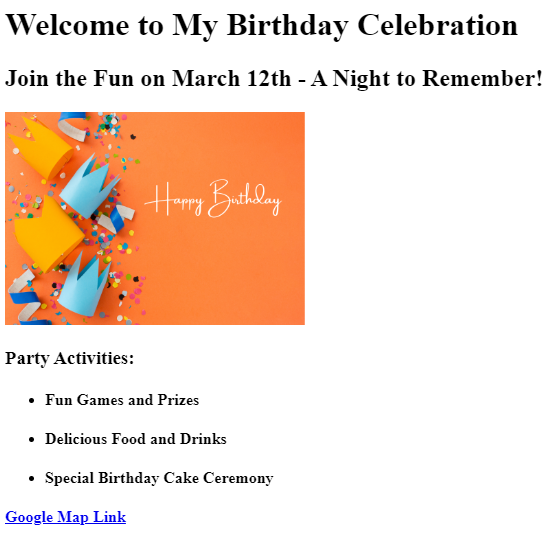 Welcome to My Birthday Celebration
Join the Fun on March 12th - A Night to Remember!
Happy Birthday
Party Activities:
Fun Games and Prizes
Delicious Food and Drinks
Special Birthday Cake Ceremony
Google Map Link